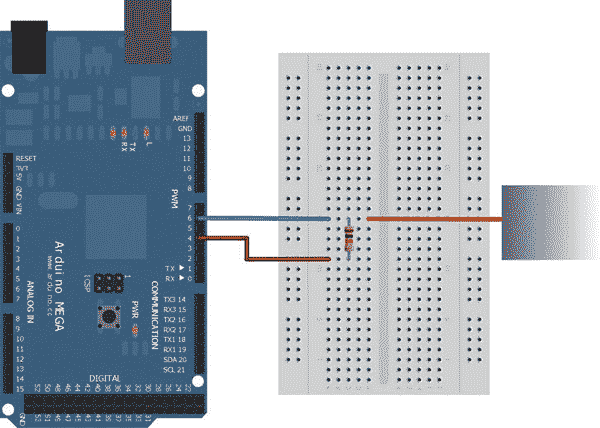 AREF
GND
13
12
11
10
9
8
7
6
5
4
3
2
TX ▶ 1
RX ▶ 0
PWM
L
TX
RX
RESET
3V3
5V
GND
VIN
0
1
2
3
4
5
6
7
8
9
10
11
12
13
14
15
ANALOG IN
Arduino MEGA
www.arduino.cc
ICSP
1
PWR
COMMUNICATION
TX3 14
RX3 15
TX2 16
RX2 17
TX1 18
RX1 19
SDA 20
SCL 21
DIGITAL
GND